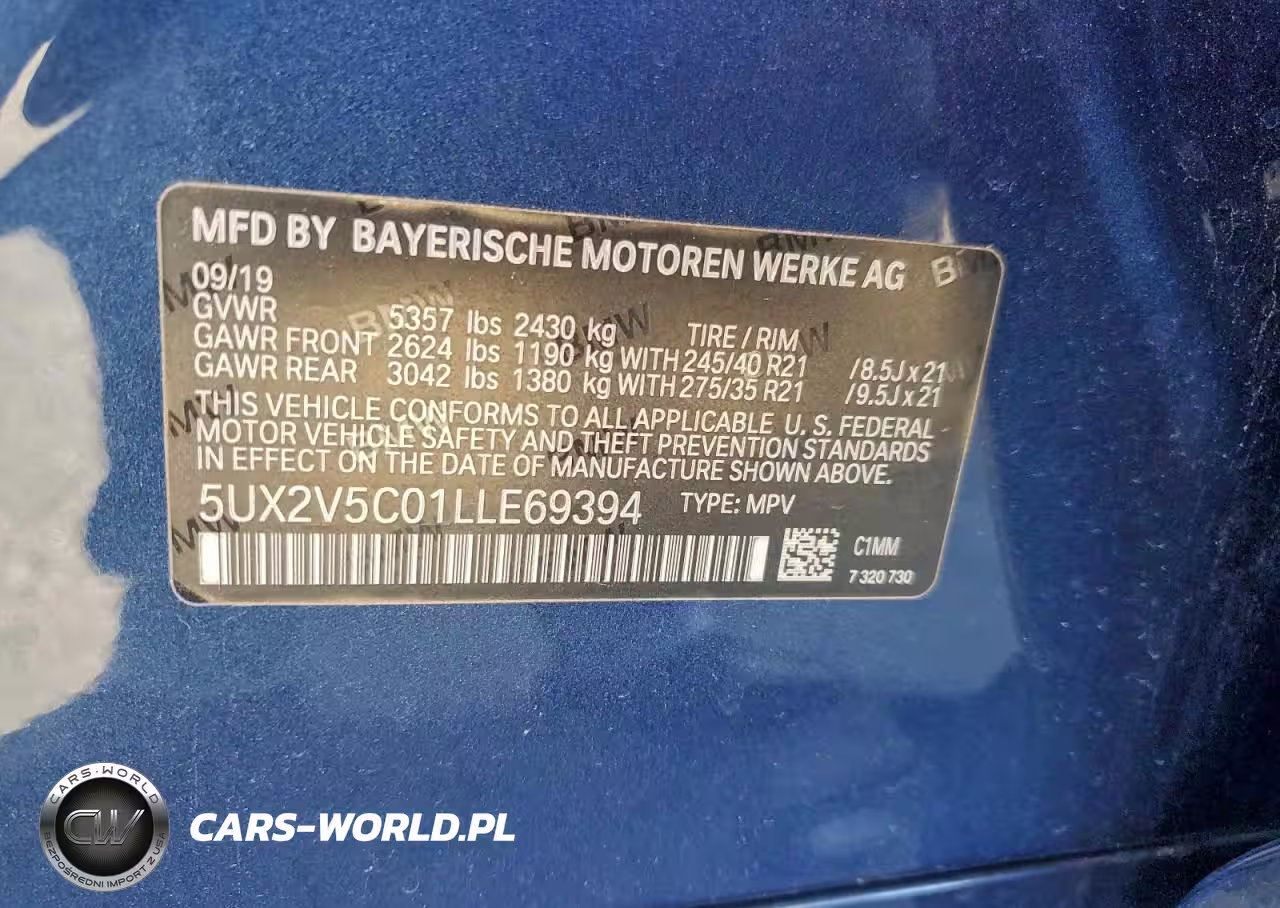 MFD BY BAYERISCHE MOTOREN WERKE AG
09/19
GVWR 5357 lbs 2430 kg TIRE / RIM
GAWR FRONT 2624 lbs 1190 kg WITH 245/40 R21 /8.5J x 21
GAWR REAR 3042 lbs 1380 kg WITH 275/35 R21 /9.5J x 21
THIS VEHICLE CONFORMS TO ALL APPLICABLE U. S. FEDERAL
MOTOR VEHICLE SAFETY AND THEFT PREVENTION STANDARDS
IN EFFECT ON THE DATE OF MANUFACTURE SHOWN ABOVE.
5UX2V5C01LLE69394 TYPE: MPV
C1MM
7 320 730
CARS-WORLD
CW
BEZPOŚREDNI IMPORT Z USA
CARS-WORLD.PL